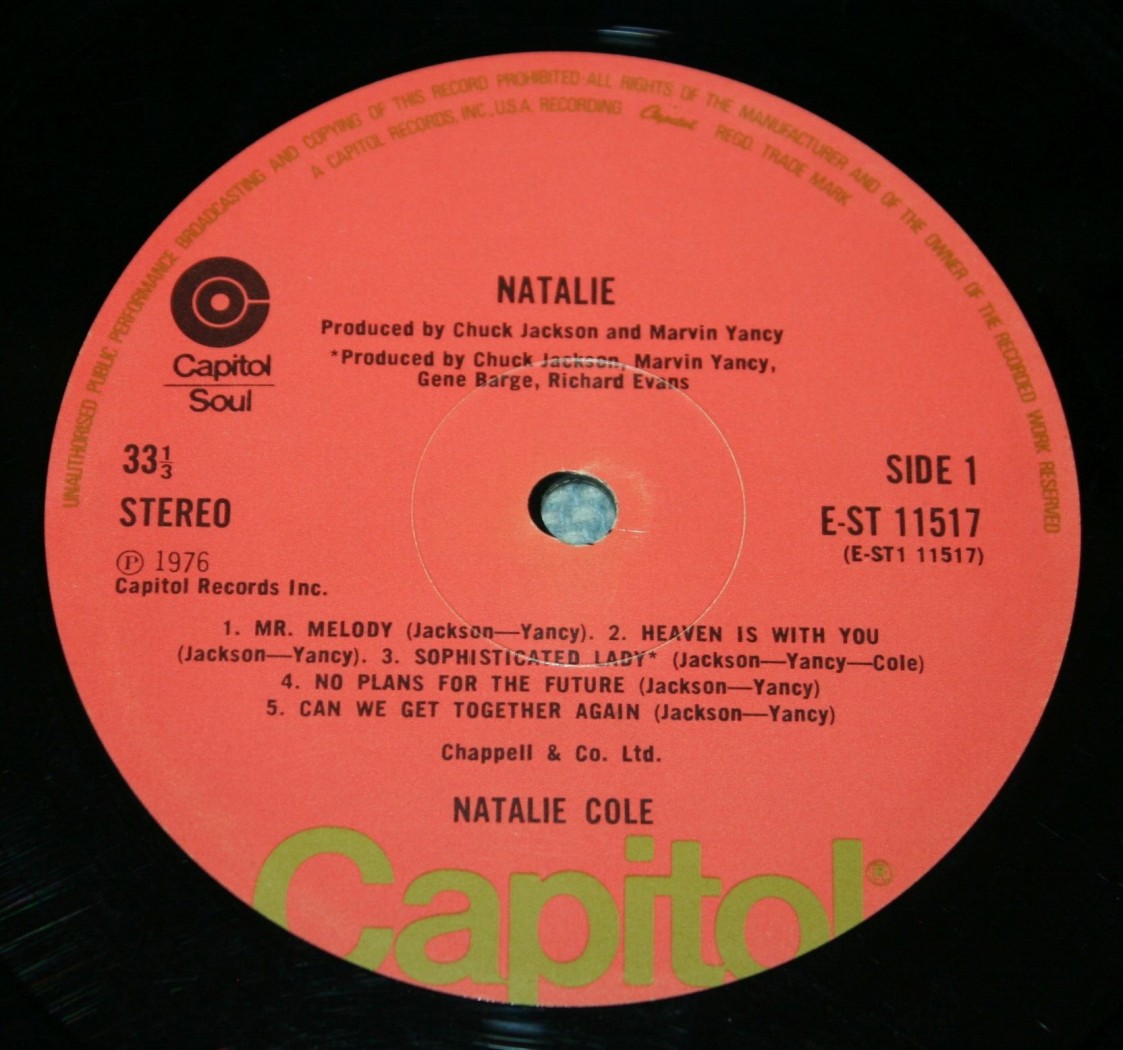 UNAUTHORISED PUBLIC PERFORMANCE BROADCASTING AND COPYING OF THIS RECORD PROHIBITED·ALL RIGHTS OF THE MANUFACTURER AND OF THE OWNER OF THE RECORDED WORK RESERVED
A CAPITOL RECORDS, INC., U.S.A. RECORDING Capitol REGD. TRADE MARK
Capitol
Soul
NATALIE
Produced by Chuck Jackson and Marvin Yancy
*Produced by Chuck Jackson, Marvin Yancy,
Gene Barge, Richard Evans
33⅓
STEREO
Ⓟ 1976
Capitol Records Inc.
SIDE 1
E-ST 11517
(E-ST1 11517)
1. MR. MELODY (Jackson—Yancy). 2. HEAVEN IS WITH YOU
(Jackson—Yancy). 3. SOPHISTICATED LADY* (Jackson—Yancy—Cole)
4. NO PLANS FOR THE FUTURE (Jackson—Yancy)
5. CAN WE GET TOGETHER AGAIN (Jackson—Yancy)
Chappell & Co. Ltd.
NATALIE COLE
Capitol®